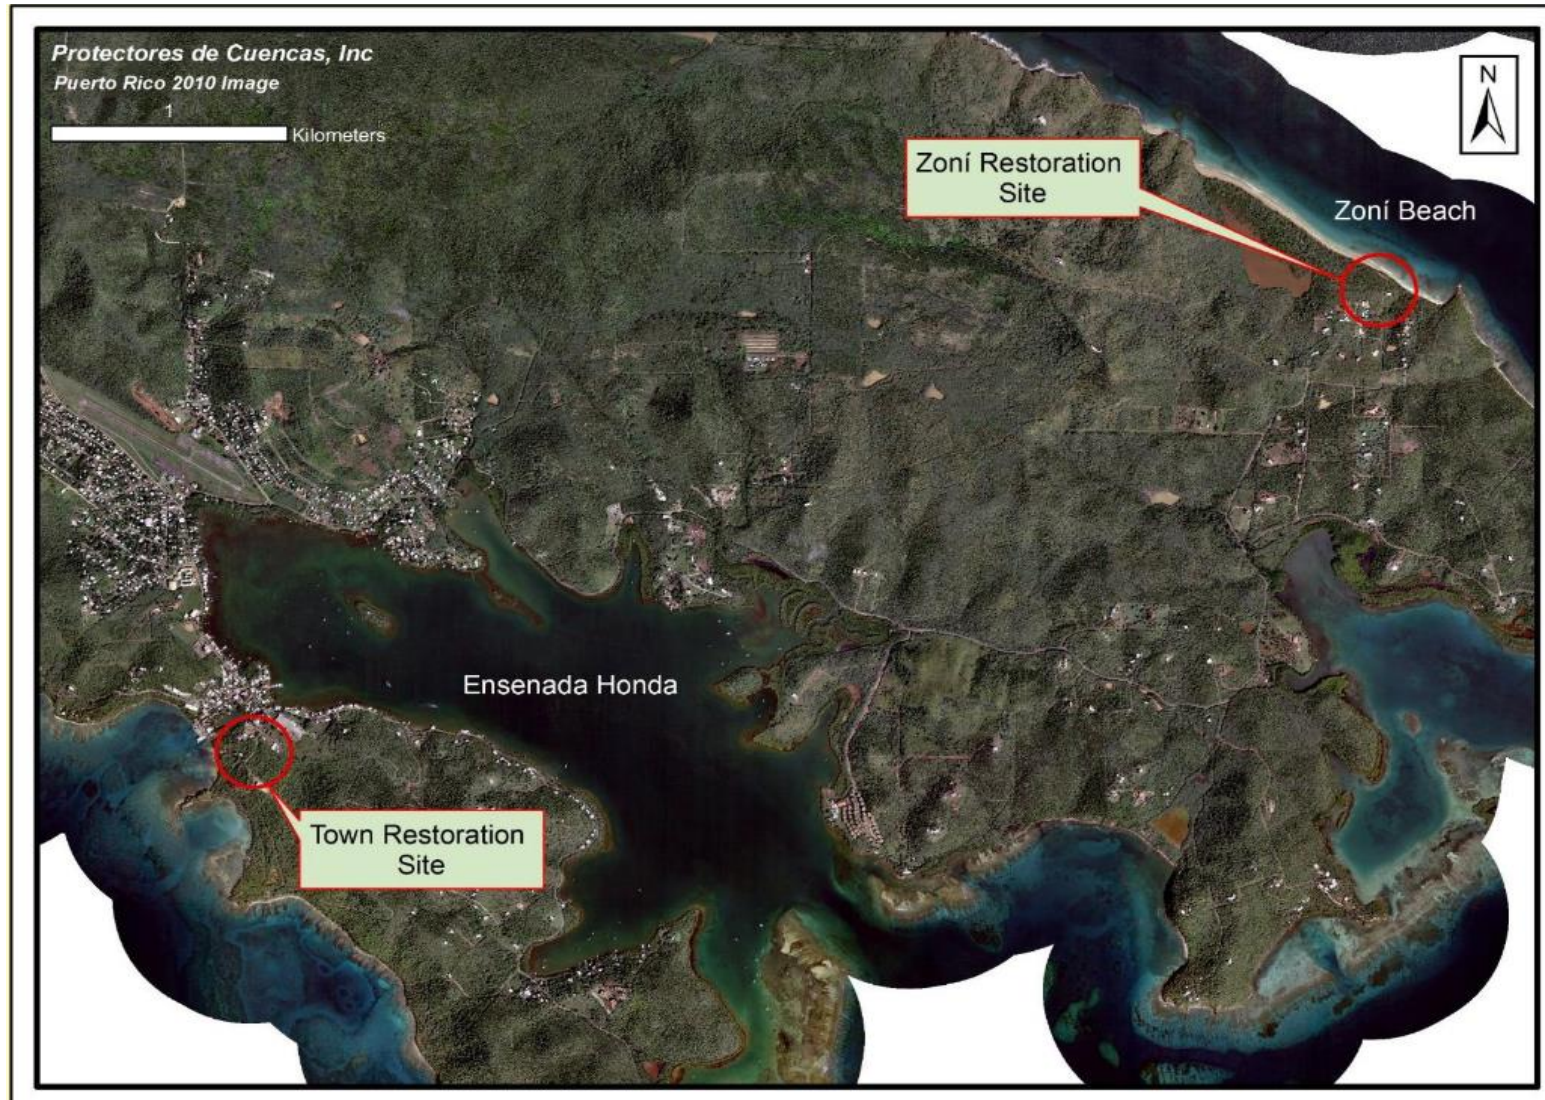 Protectores de Cuencas, Inc
Puerto Rico 2010 Image
1
Kilometers
N
Zoní Restoration
Site
Zoní Beach
Ensenada Honda
Town Restoration
Site